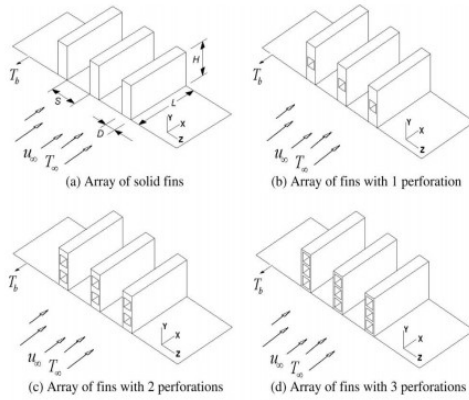 H
T_b
S
L
D
Y
X
Z
u_∞ T_∞
(a) Array of solid fins
T_b
Y
X
Z
u_∞ T_∞
(b) Array of fins with 1 perforation
T_b
Y
X
Z
u_∞ T_∞
(c) Array of fins with 2 perforations
T_b
Y
X
Z
u_∞ T_∞
(d) Array of fins with 3 perforations